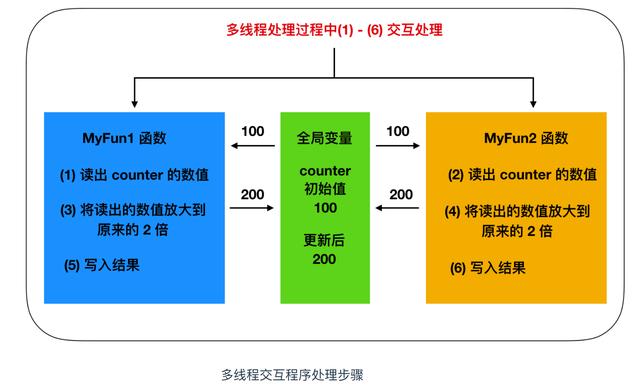 多线程处理过程中(1) - (6) 交互处理
MyFun1 函数
(1) 读出 counter 的数值
(3) 将读出的数值放大到
原来的 2 倍
(5) 写入结果
100
200
全局变量
counter
初始值
100
更新后
200
100
200
MyFun2 函数
(2) 读出 counter 的数值
(4) 将读出的数值放大到
原来的 2 倍
(6) 写入结果
多线程交互程序处理步骤